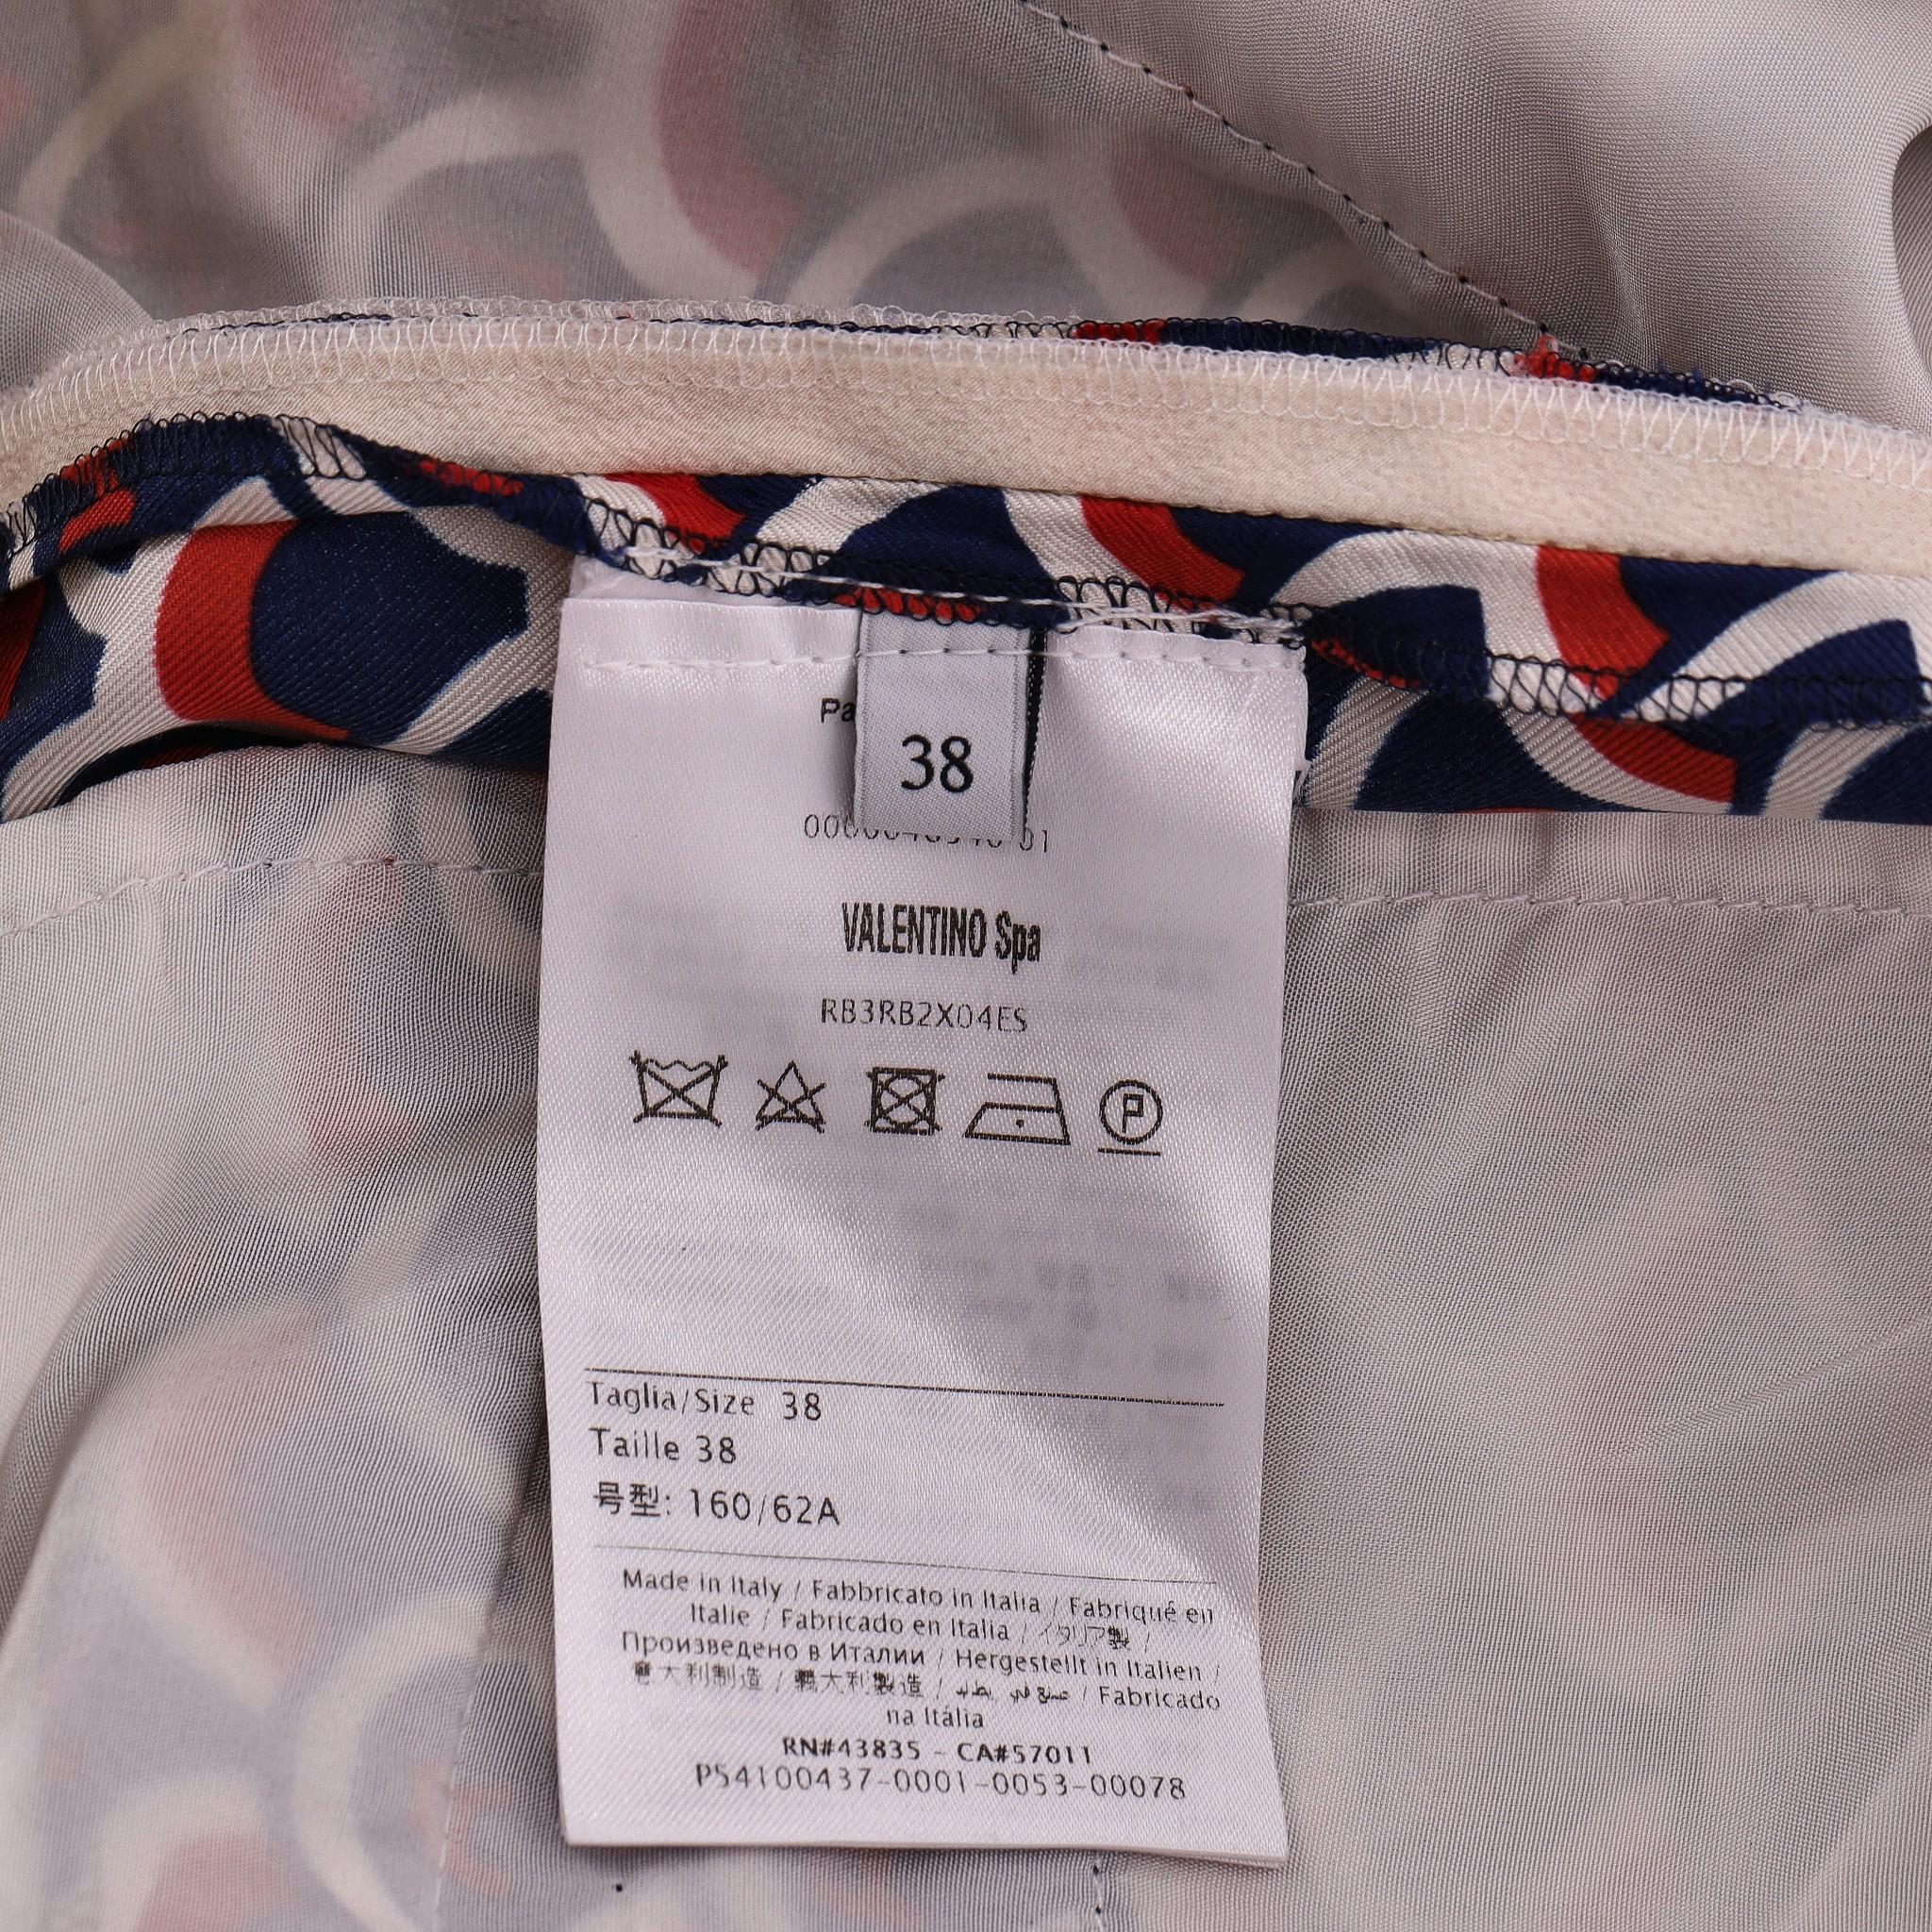 38
VALENTINO Spa
RB3RB2X04ES
P
Taglia/Size 38
Taille 38
号型: 160/62A
Made in Italy / Fabbricato in Italia / Fabriqué en
Italie / Fabricado en Italia / イタリア製 /
Произведено в Италии / Hergestellt in Italien /
意大利制造 / 義大利製造 / / Fabricado
na Itália
RN#43835 - CA#57011
P54100437-0001-0053-00078